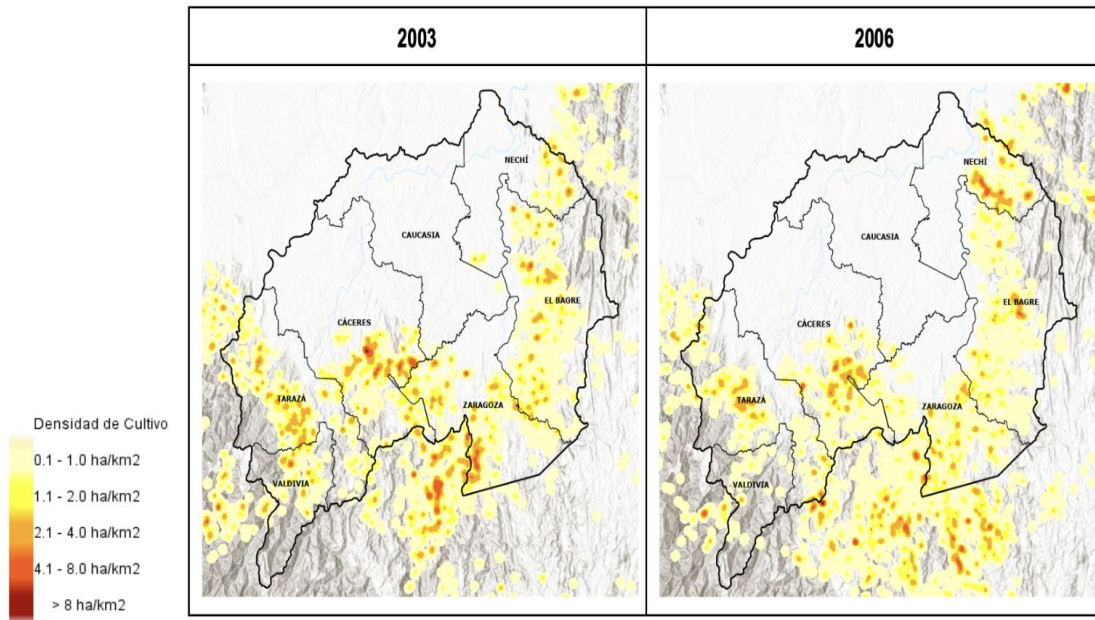 2003
2006
NECHÍ
CAUCASIA
EL BAGRE
CÁCERES
TARAZÁ
ZARAGOZA
VALDIVIA
NECHÍ
CAUCASIA
EL BAGRE
CÁCERES
TARAZÁ
ZARAGOZA
VALDIVIA
Densidad de Cultivo
0.1 - 1.0 ha/km2
1.1 - 2.0 ha/km2
2.1 - 4.0 ha/km2
4.1 - 8.0 ha/km2
> 8 ha/km2